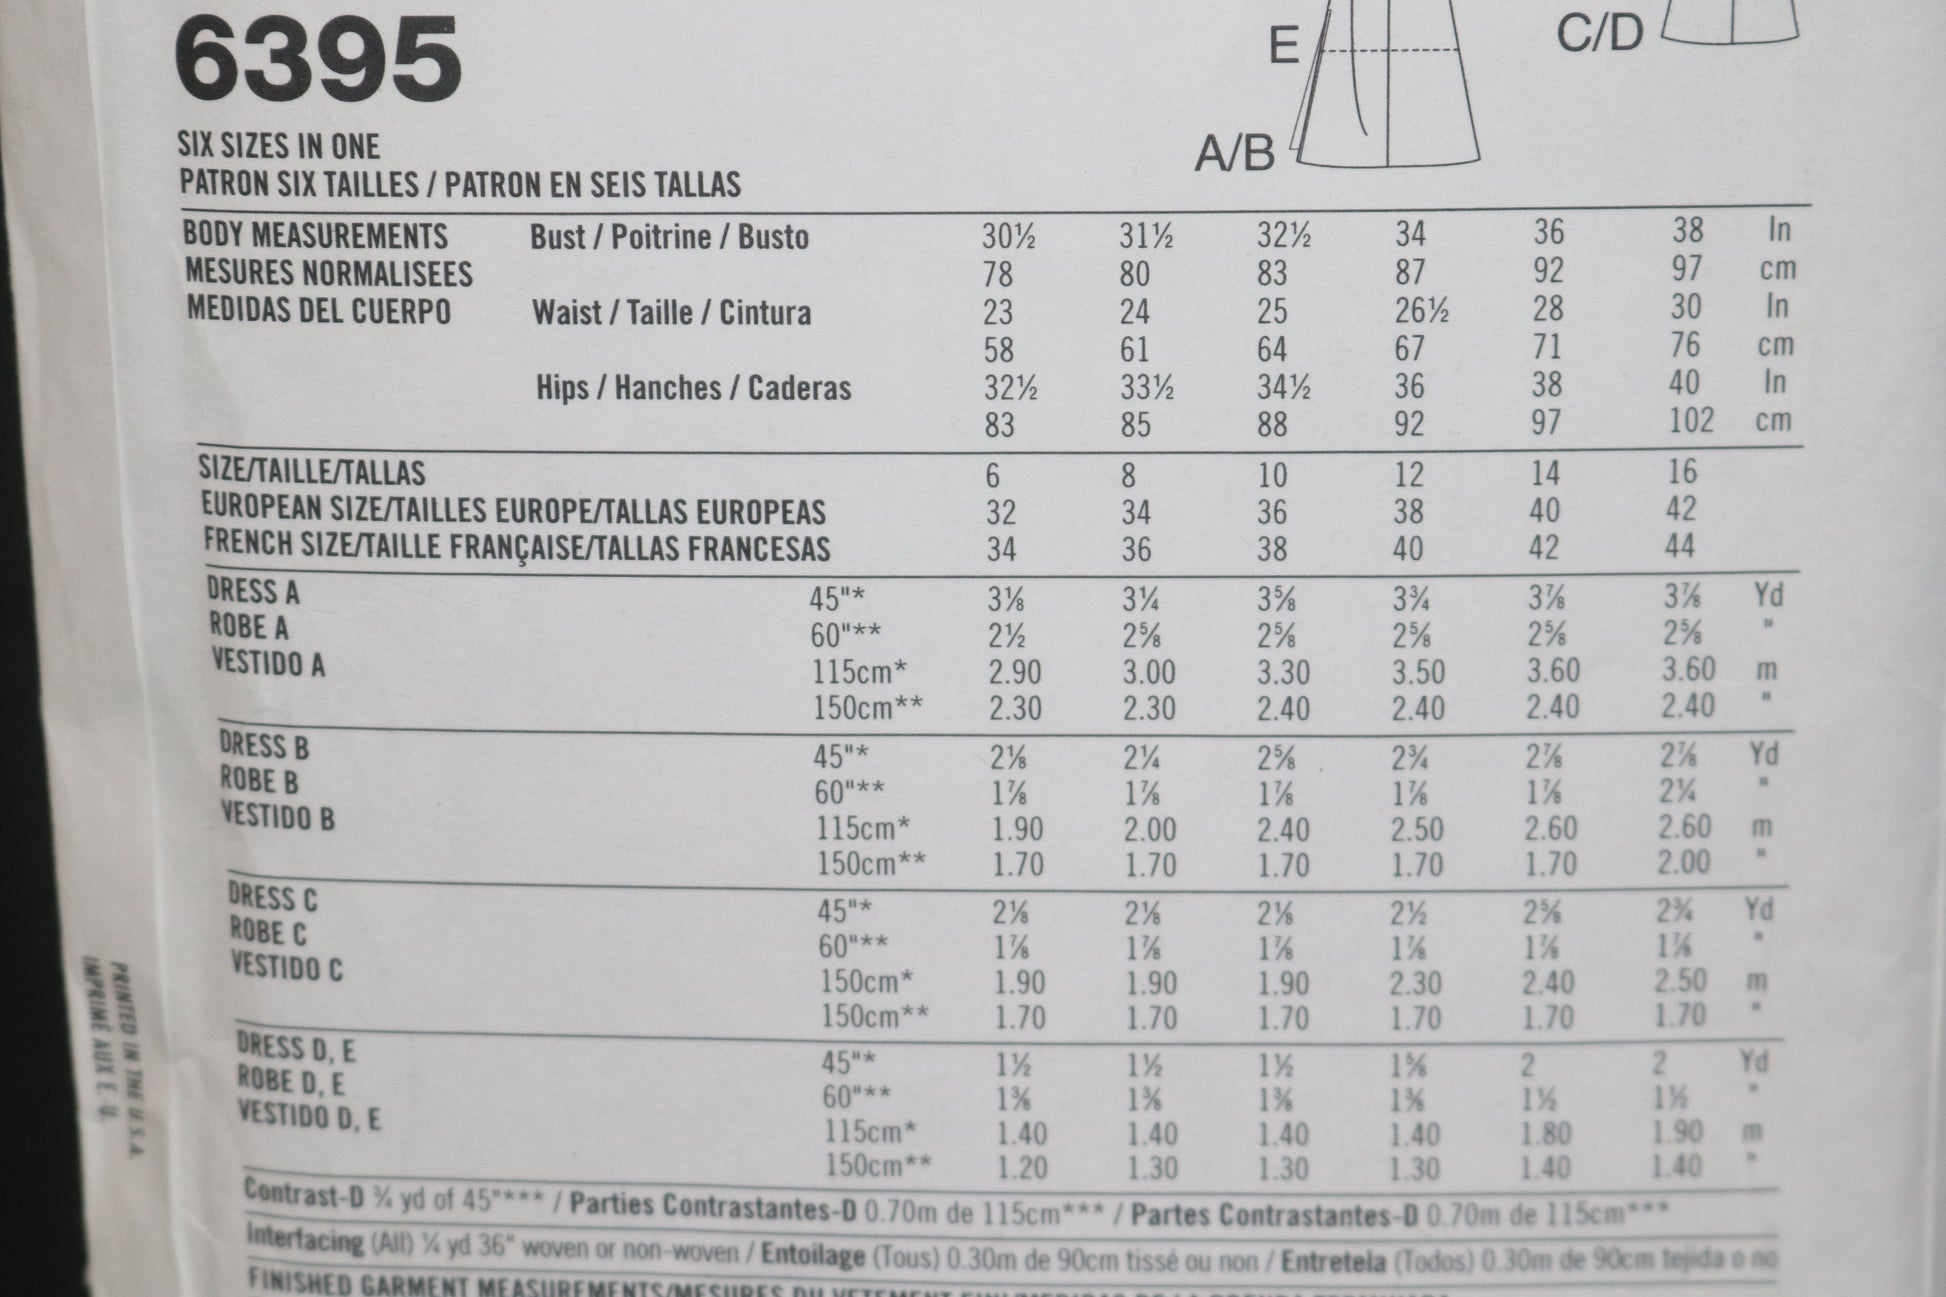 6395
E
C/D
A/B
SIX SIZES IN ONE
PATRON SIX TAILLES / PATRON EN SEIS TALLAS
BODY MEASUREMENTS Bust / Poitrine / Busto 30½ 31½ 32½ 34 36 38 In
MESURES NORMALISEES 78 80 83 87 92 97 cm
MEDIDAS DEL CUERPO Waist / Taille / Cintura 23 24 25 26½ 28 30 In
58 61 64 67 71 76 cm
Hips / Hanches / Caderas 32½ 33½ 34½ 36 38 40 In
83 85 88 92 97 102 cm
SIZE/TAILLE/TALLAS 6 8 10 12 14 16
EUROPEAN SIZE/TAILLES EUROPE/TALLAS EUROPEAS 32 34 36 38 40 42
FRENCH SIZE/TAILLE FRANÇAISE/TALLAS FRANCESAS 34 36 38 40 42 44
DRESS A 45"* 3⅛ 3¼ 3⅝ 3¾ 3⅞ 3⅞ Yd
ROBE A 60"** 2½ 2⅝ 2⅝ 2⅝ 2⅝ 2⅝ "
VESTIDO A 115cm* 2.90 3.00 3.30 3.50 3.60 3.60 m
150cm** 2.30 2.30 2.40 2.40 2.40 2.40 "
DRESS B 45"* 2⅛ 2¼ 2⅝ 2¾ 2⅞ 2⅞ Yd
ROBE B 60"** 1⅞ 1⅞ 1⅞ 1⅞ 1⅞ 2¼ "
VESTIDO B 115cm* 1.90 2.00 2.40 2.50 2.60 2.60 m
150cm** 1.70 1.70 1.70 1.70 1.70 2.00 "
DRESS C 45"* 2⅛ 2⅛ 2⅛ 2½ 2⅝ 2¾ Yd
ROBE C 60"** 1⅞ 1⅞ 1⅞ 1⅞ 1⅞ 1⅞ "
VESTIDO C 150cm* 1.90 1.90 1.90 2.30 2.40 2.50 m
150cm** 1.70 1.70 1.70 1.70 1.70 1.70 "
DRESS D, E 45"* 1½ 1½ 1½ 1⅝ 2 2 Yd
ROBE D, E 60"** 1⅜ 1⅜ 1⅜ 1⅜ 1½ 1½ "
VESTIDO D, E 115cm* 1.40 1.40 1.40 1.40 1.80 1.90 m
150cm** 1.20 1.30 1.30 1.30 1.40 1.40 "
Contrast-D ¾ yd of 45"*** / Parties Contrastantes-D 0.70m de 115cm*** / Partes Contrastantes-D 0.70m de 115cm***
Interfacing (All) ¼ yd 36" woven or non-woven / Entoilage (Tous) 0.30m de 90cm tissé ou non / Entretela (Todos) 0.30m de 90cm tejida o no
FINISHED GARMENT MEASUREMENTS/MESURES DU VETEMENT
PRINTED IN THE U.S.A.
IMPRIMÉ AUX E.-U.